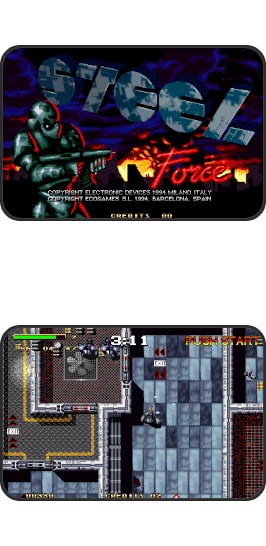 STEEL
Force
COPYRIGHT ELECTRONIC DEVICES 1994 MILANO, ITALY
COPYRIGHT ECOGAMES S.L. 1994. BARCELONA, SPAIN
CREDITS 00
3:11 PUSH START
EXIT
EXIT
CREDITS 02